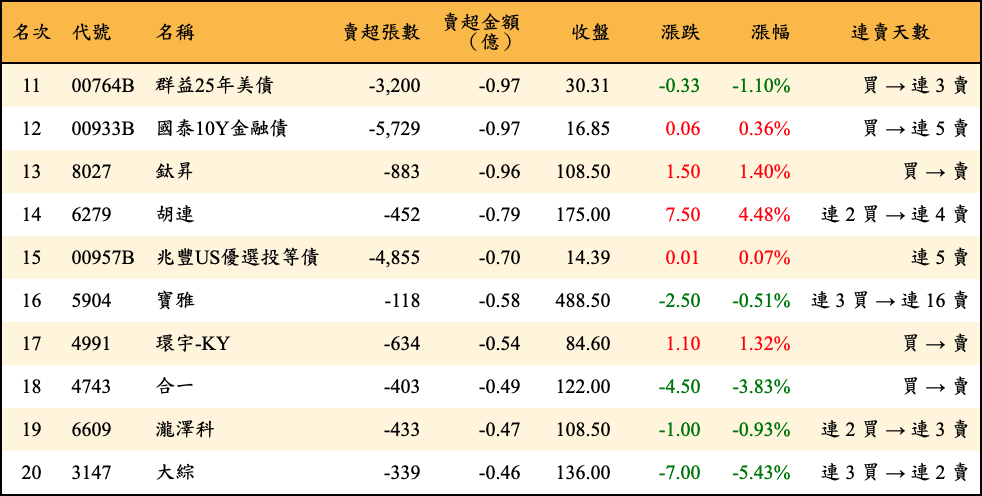 名次 代號 名稱 賣超張數 賣超金額（億） 收盤 漲跌 漲幅 連賣天數
11 00764B 群益25年美債 -3,200 -0.97 30.31 -0.33 -1.10% 買 → 連 3 賣
12 00933B 國泰10Y金融債 -5,729 -0.97 16.85 0.06 0.36% 買 → 連 5 賣
13 8027 鈦昇 -883 -0.96 108.50 1.50 1.40% 買 → 賣
14 6279 胡連 -452 -0.79 175.00 7.50 4.48% 連 2 買 → 連 4 賣
15 00957B 兆豐US優選投等債 -4,855 -0.70 14.39 0.01 0.07% 連 5 賣
16 5904 寶雅 -118 -0.58 488.50 -2.50 -0.51% 連 3 買 → 連 16 賣
17 4991 環宇-KY -634 -0.54 84.60 1.10 1.32% 買 → 賣
18 4743 合一 -403 -0.49 122.00 -4.50 -3.83% 買 → 賣
19 6609 瀧澤科 -433 -0.47 108.50 -1.00 -0.93% 連 2 買 → 連 3 賣
20 3147 大綜 -339 -0.46 136.00 -7.00 -5.43% 連 3 買 → 連 2 賣